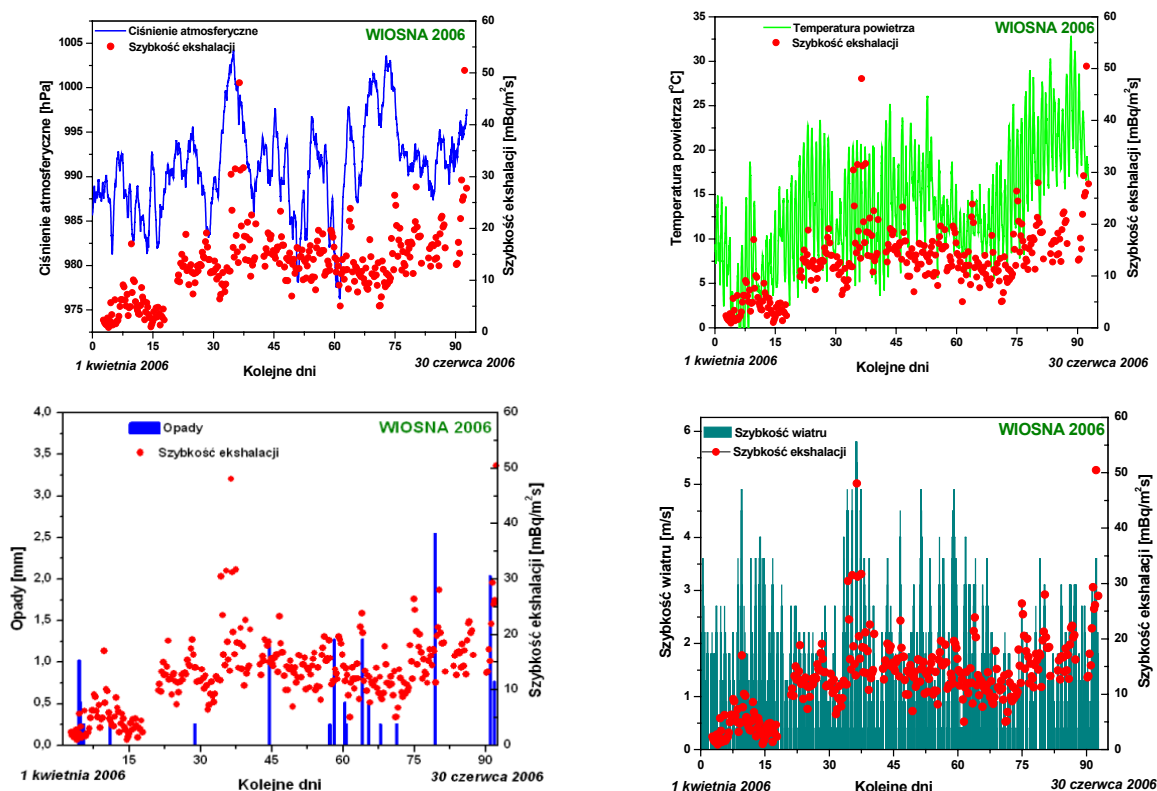 Ciśnienie atmosferyczne
Szybkość ekshalacji
WIOSNA 2006
Ciśnienie atmosferyczne [hPa]
1005
1000
995
990
985
980
975
60
50
40
30
20
10
0
Szybkość ekshalacji [mBq/m²s]
0 15 30 45 60 75 90
1 kwietnia 2006
Kolejne dni
30 czerwca 2006
Temperatura powietrza
Szybkość ekshalacji
WIOSNA 2006
Temperatura powietrza [°C]
35
30
25
20
15
10
5
0
60
50
40
30
20
10
0
Szybkość ekshalacji [mBq/m²s]
0 15 30 45 60 75 90
1 kwietnia 2006
Kolejne dni
30 czerwca 2006
Opady
Szybkość ekshalacji
WIOSNA 2006
Opady [mm]
4,0
3,5
3,0
2,5
2,0
1,5
1,0
0,5
0,0
60
50
40
30
20
10
0
Szybkość ekshalacji [mBq/m²s]
15 30 45 60 75 90
1 kwietnia 2006
Kolejne dni
30 czerwca 2006
Szybkość wiatru
Szybkość ekshalacji
WIOSNA 2006
Szybkość wiatru [m/s]
6
5
4
3
2
1
0
60
50
40
30
20
10
0
Szybkość ekshalacji [mBq/m²s]
0 15 30 45 60 75 90
1 kwietnia 2006
Kolejne dni
30 czerwca 2006